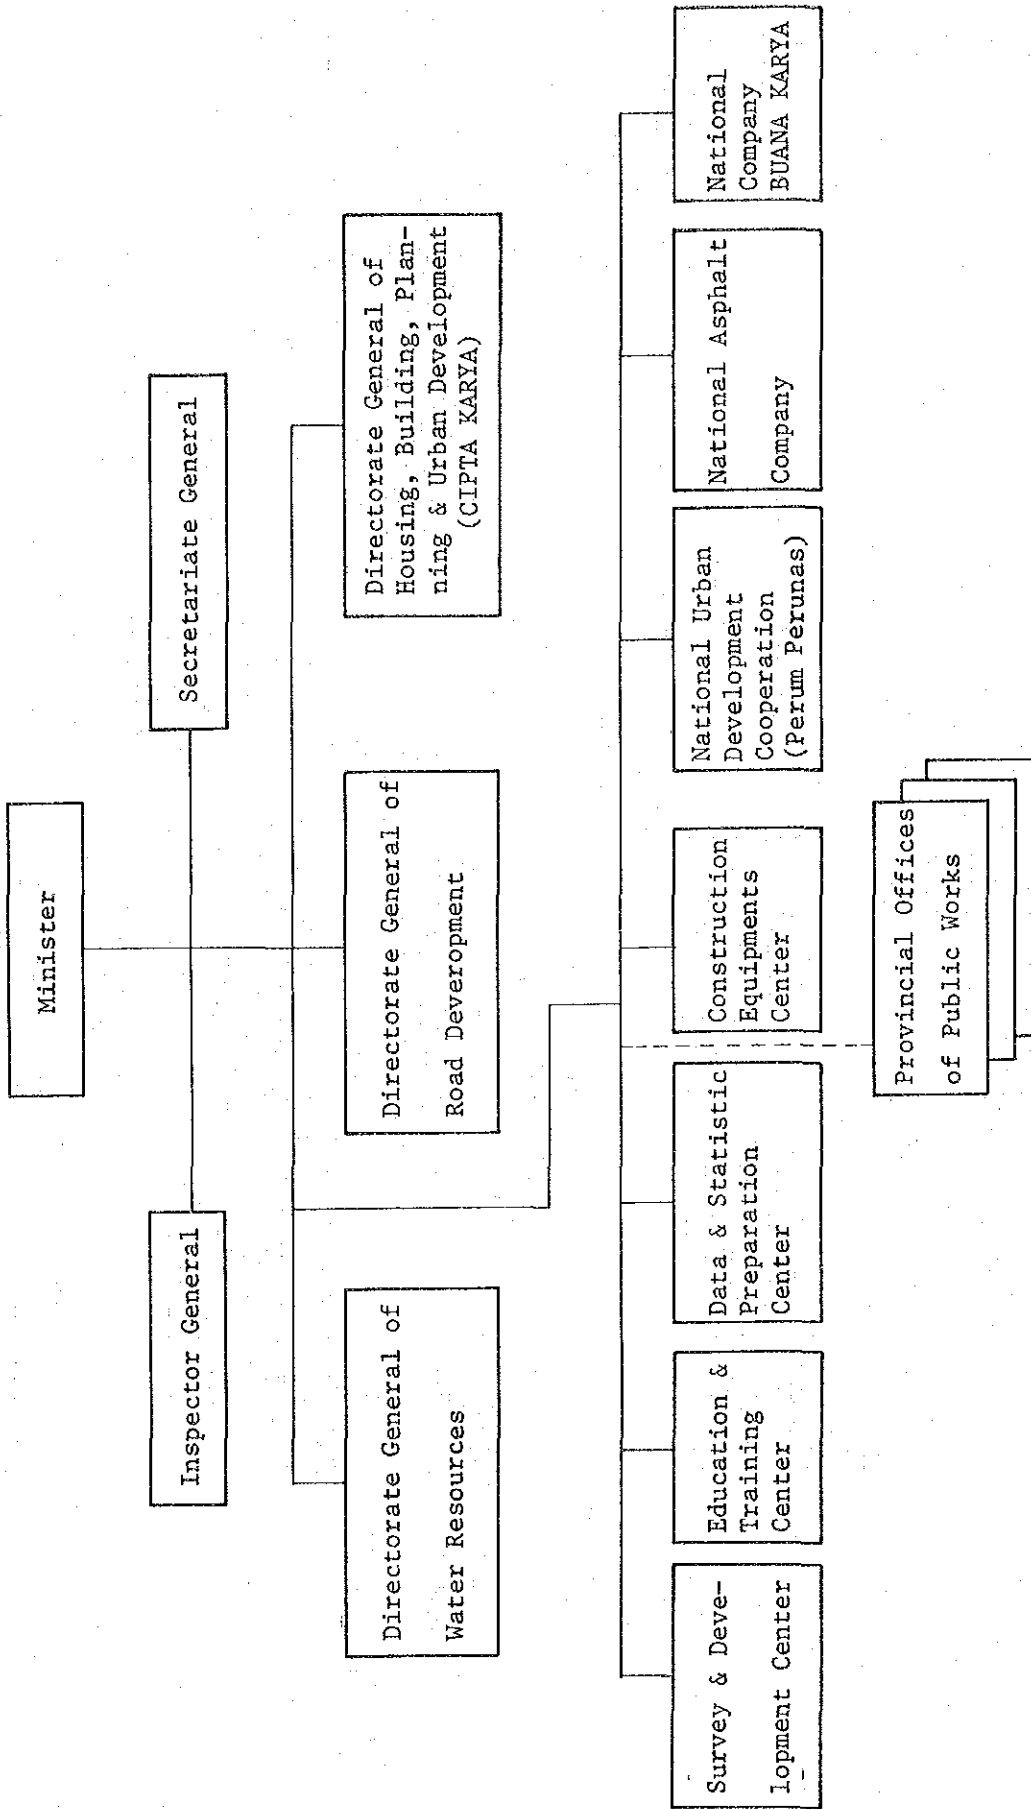 Minister
Inspector General
Secretariate General
Directorate General of
Water Resources
Directorate General of
Road Deveropment
Directorate General of
Housing, Building, Plan-
ning & Urban Development
(CIPTA KARYA)
Survey & Deve-
lopment Center
Education &
Training
Center
Data & Statistic
Preparation
Center
Construction
Equipments
Center
National Urban
Development
Cooperation
(Perum Perunas)
National Asphalt
Company
National
Company
BUANA KARYA
Provincial Offices
of Public Works